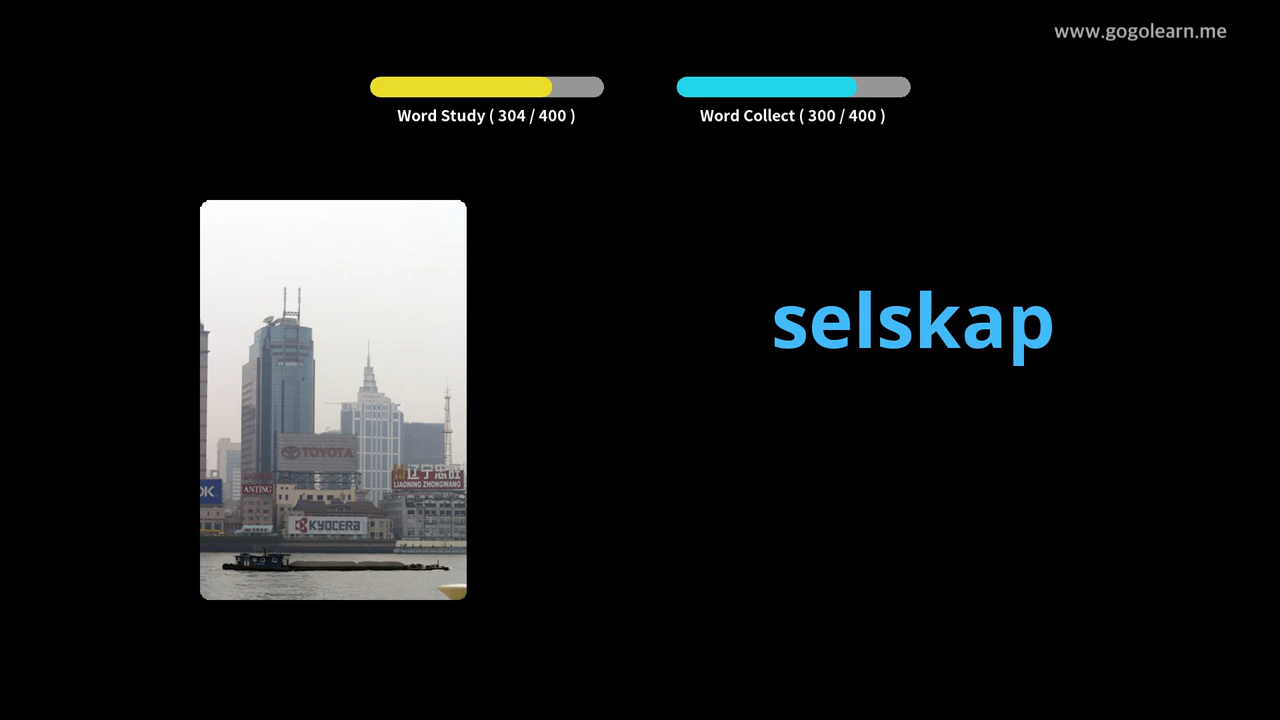 www.gogolearn.me
Word Study ( 304 / 400 )
Word Collect ( 300 / 400 )
selskap
TOYOTA
辽宁忠旺
LIAONING ZHONGWANG
ANTING
OK
KYOCERA